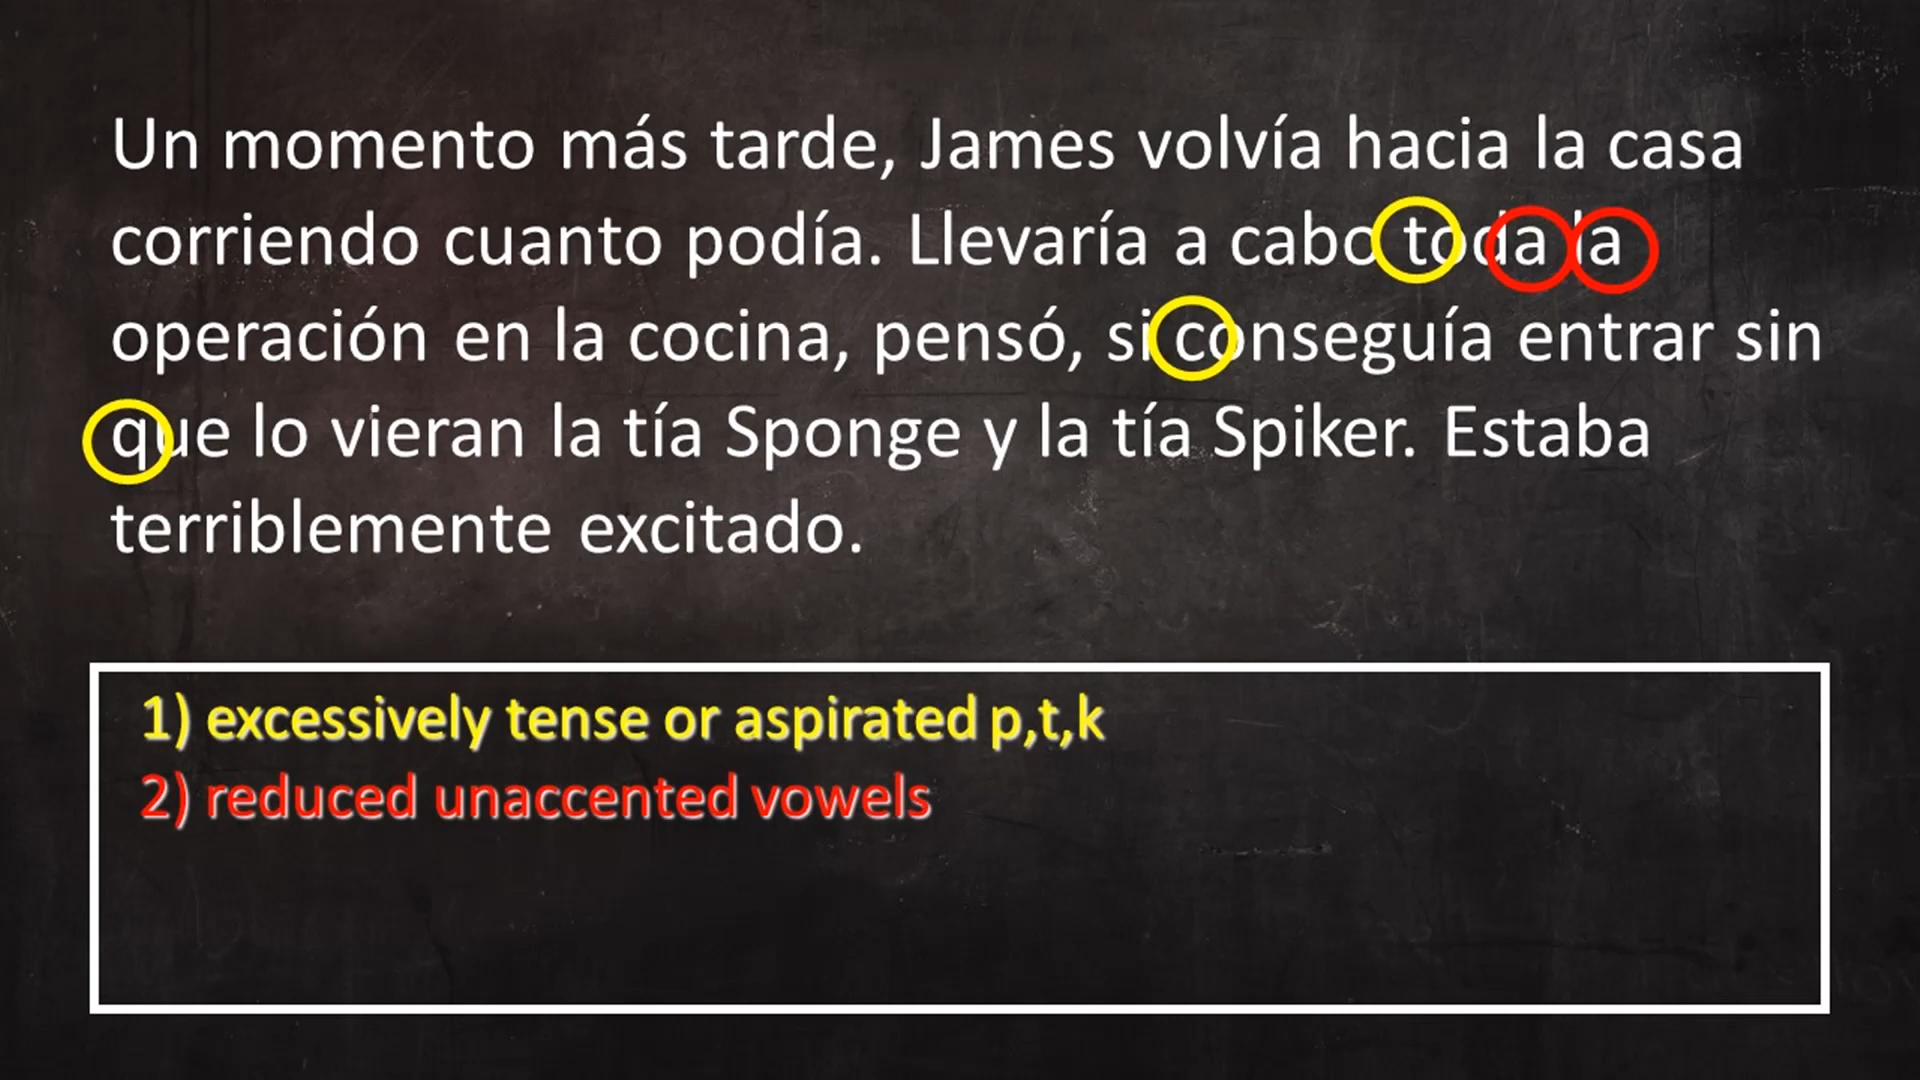 Un momento más tarde, James volvía hacia la casa
corriendo cuanto podía. Llevaría a cabo toda la
operación en la cocina, pensó, si conseguía entrar sin
que lo vieran la tía Sponge y la tía Spiker. Estaba
terriblemente excitado.
1) excessively tense or aspirated p,t,k
2) reduced unaccented vowels